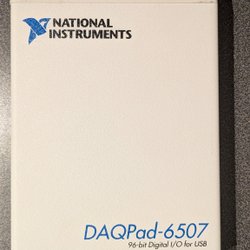 NATIONAL
INSTRUMENTS
DAQPad-6507
96-bit Digital I/O for USB